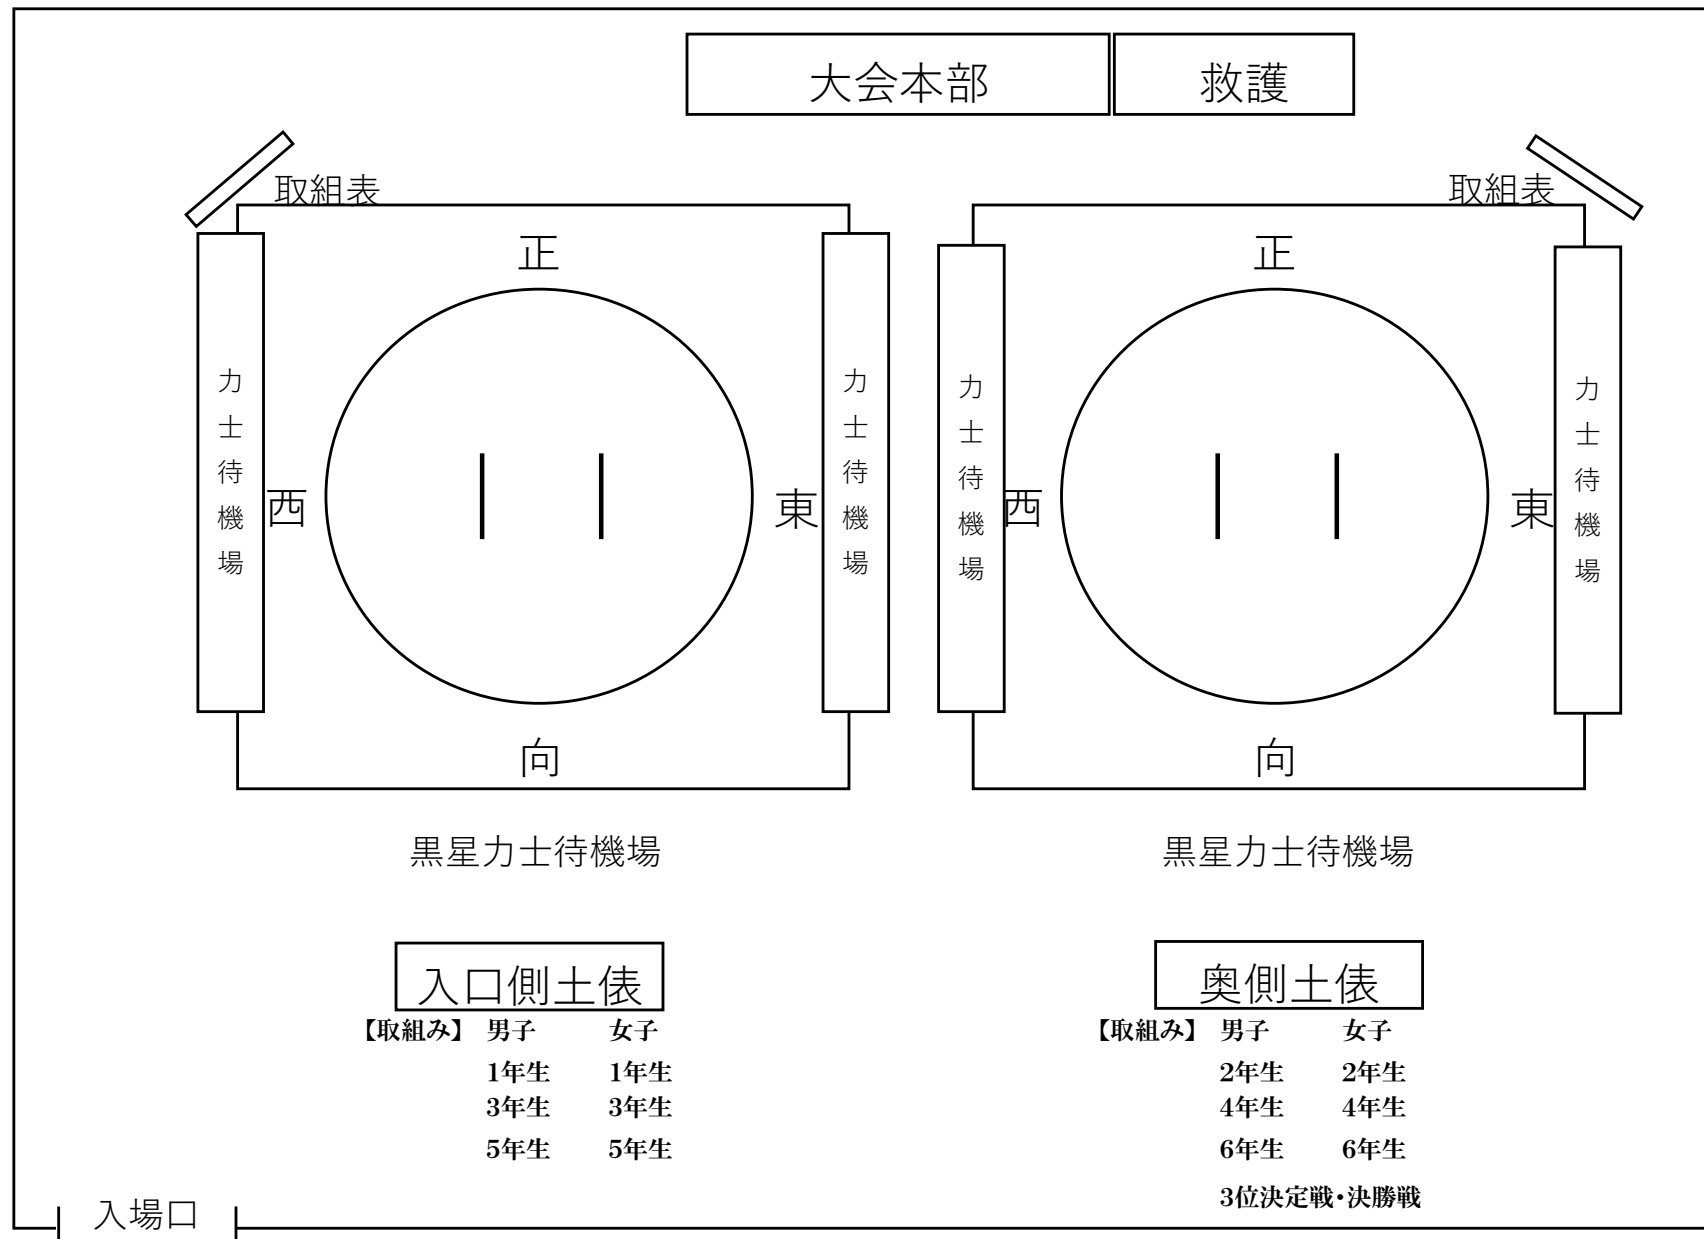 大会本部
救護
取組表
取組表
正
正
力士待機場
西
東
力士待機場
力士待機場
西
東
力士待機場
向
向
黒星力士待機場
黒星力士待機場
入口側土俵
【取組み】 男子 女子
1年生 1年生
3年生 3年生
5年生 5年生
奥側土俵
【取組み】 男子 女子
2年生 2年生
4年生 4年生
6年生 6年生
3位決定戦・決勝戦
入場口